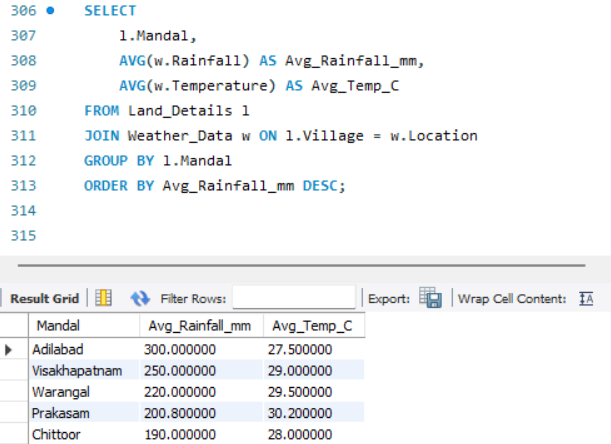 306 SELECT
307 l.Mandal,
308 AVG(w.Rainfall) AS Avg_Rainfall_mm,
309 AVG(w.Temperature) AS Avg_Temp_C
310 FROM Land_Details l
311 JOIN Weather_Data w ON l.Village = w.Location
312 GROUP BY l.Mandal
313 ORDER BY Avg_Rainfall_mm DESC;
314
315
Result Grid Filter Rows: Export: Wrap Cell Content: IA
Mandal Avg_Rainfall_mm Avg_Temp_C
Adilabad 300.000000 27.500000
Visakhapatnam 250.000000 29.000000
Warangal 220.000000 29.500000
Prakasam 200.800000 30.200000
Chittoor 190.000000 28.000000